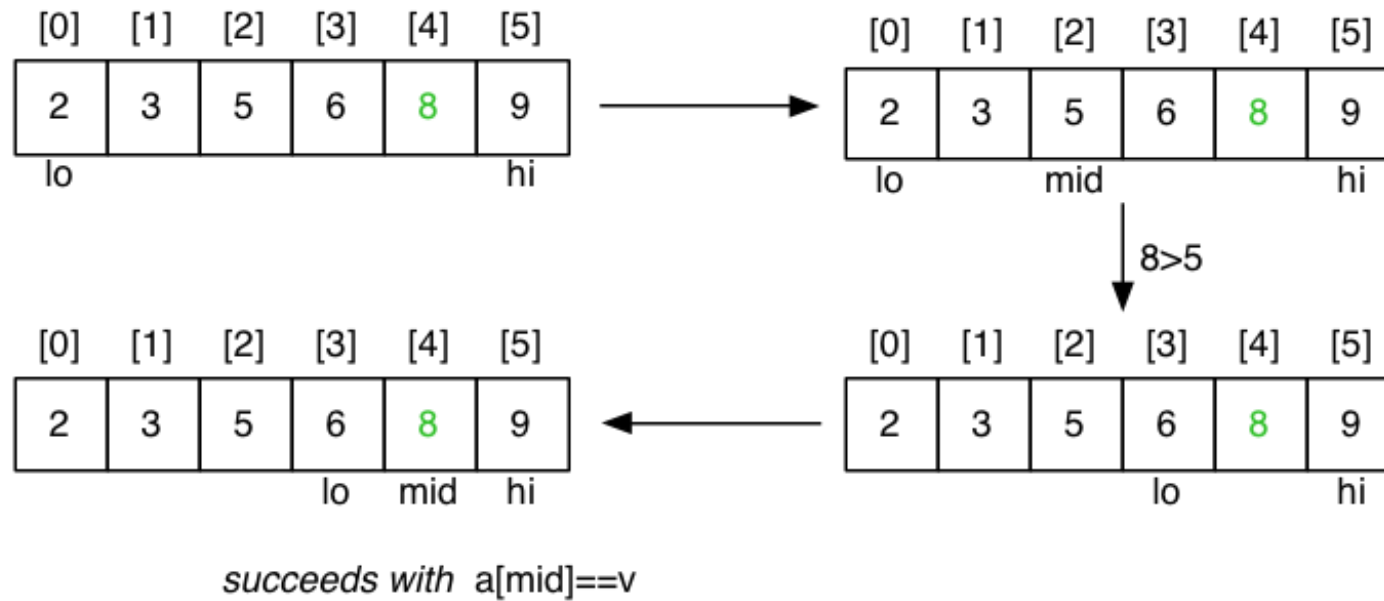 [0] [1] [2] [3] [4] [5]
2 3 5 6 8 9
lo hi
[0] [1] [2] [3] [4] [5]
2 3 5 6 8 9
lo mid hi
8>5
[0] [1] [2] [3] [4] [5]
2 3 5 6 8 9
lo hi
[0] [1] [2] [3] [4] [5]
2 3 5 6 8 9
lo mid hi
succeeds with a[mid]==v